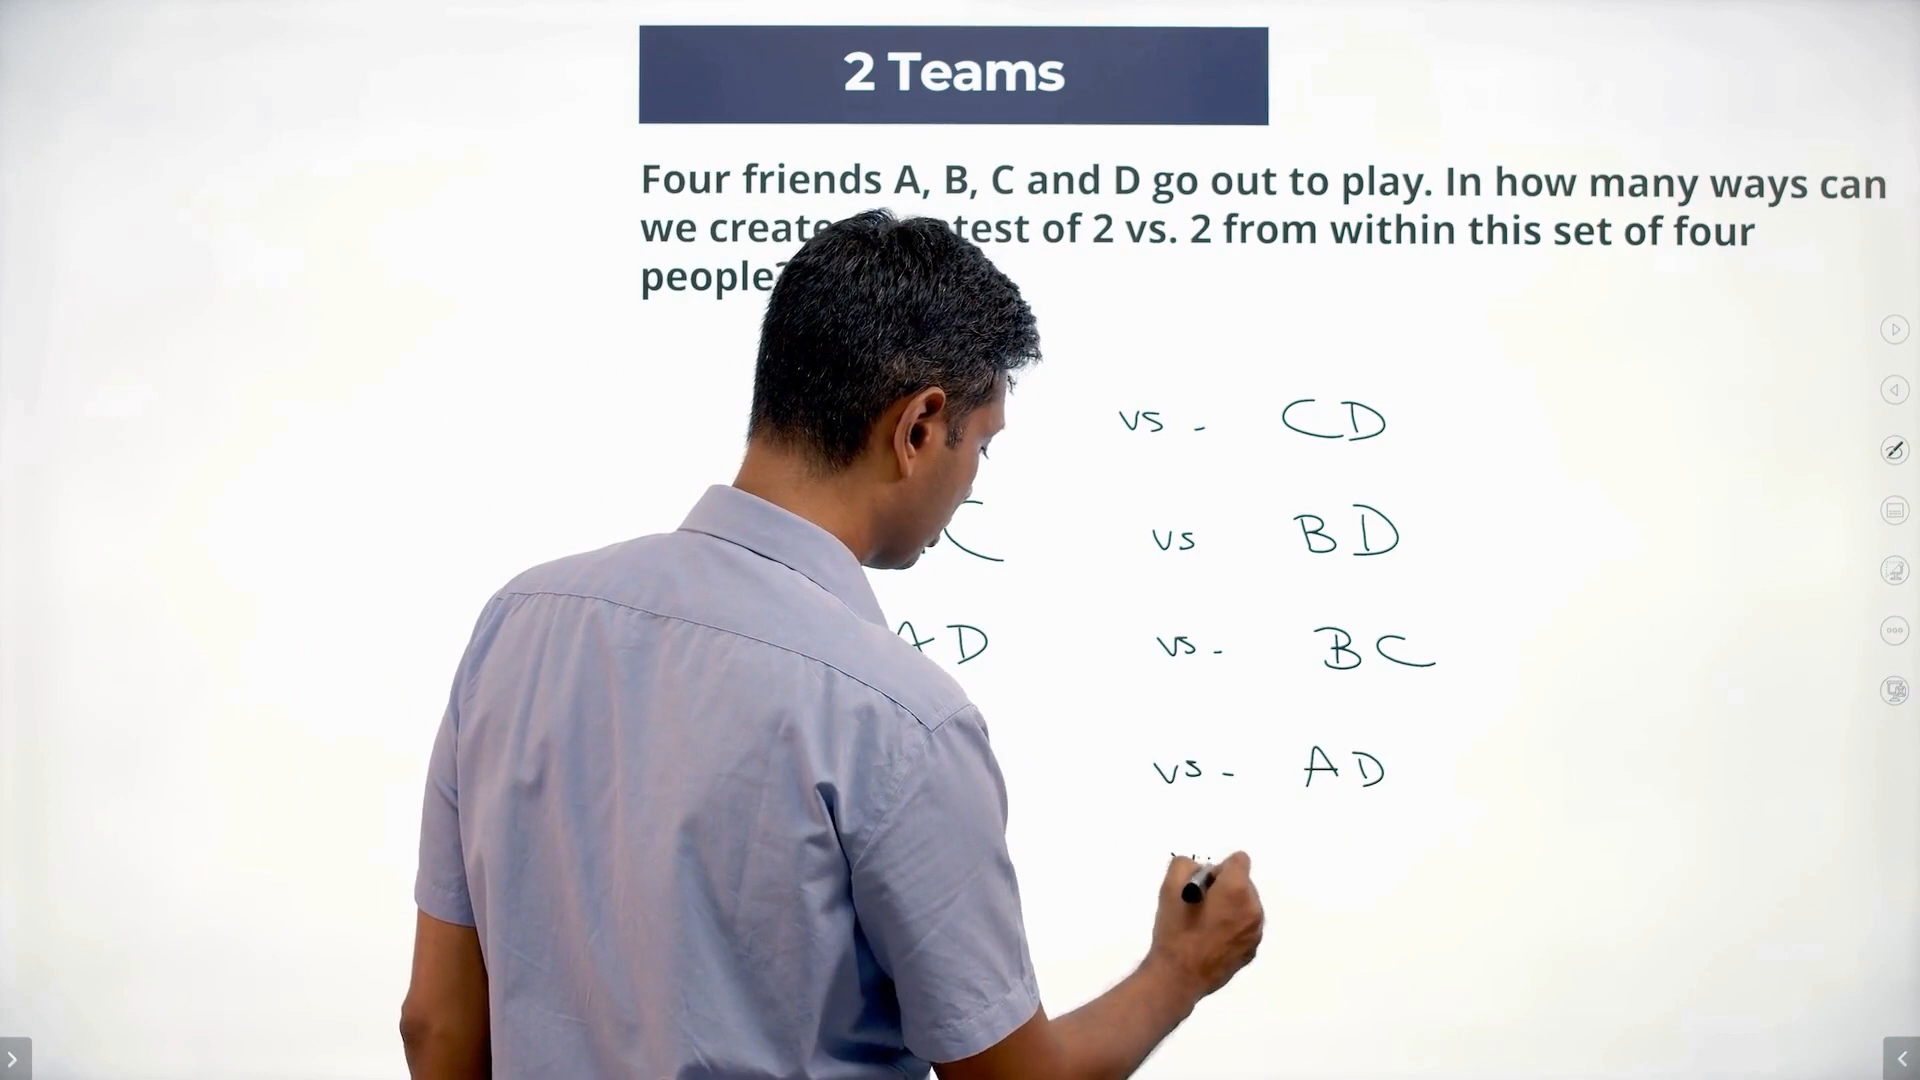 2 Teams
Four friends A, B, C and D go out to play. In how many ways can
we create test of 2 vs. 2 from within this set of four
people
vs - CD
C vs BD
AD vs - BC
vs - AD